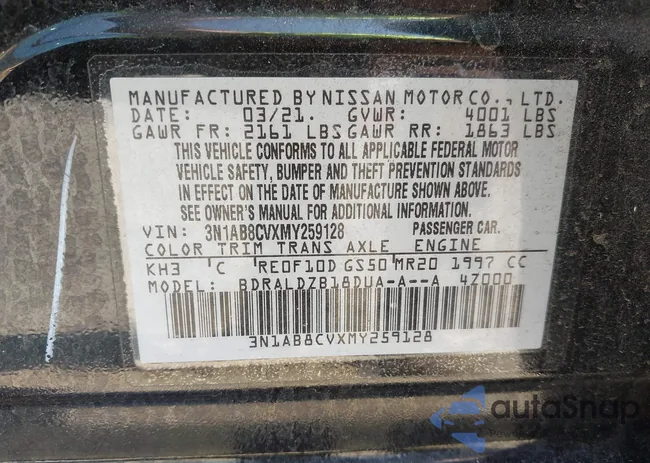 MANUFACTURED BY NISSAN MOTOR CO., LTD.
DATE: 03/21. GVWR: 4001 LBS
GAWR FR: 2161 LBS GAWR RR: 1863 LBS
THIS VEHICLE CONFORMS TO ALL APPLICABLE FEDERAL MOTOR
VEHICLE SAFETY, BUMPER AND THEFT PREVENTION STANDARDS
IN EFFECT ON THE DATE OF MANUFACTURE SHOWN ABOVE.
SEE OWNER'S MANUAL FOR ADDITIONAL INFORMATION.
VIN: 3N1AB8CVXMY259128 PASSENGER CAR.
COLOR TRIM TRANS AXLE ENGINE
KH3 'C RE0F10D GS50 MR20 1997 CC
MODEL: BDRALDZB18DUA-A--A 4Z000
3N1AB8CVXMY259128
autoSnap